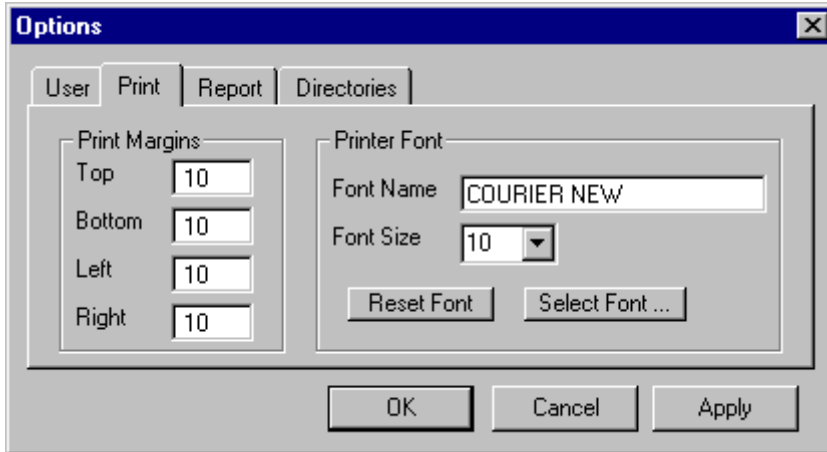 Options
User Print Report Directories
Print Margins
Top 10
Bottom 10
Left 10
Right 10
Printer Font
Font Name COURIER NEW
Font Size 10
Reset Font Select Font ...
OK Cancel Apply